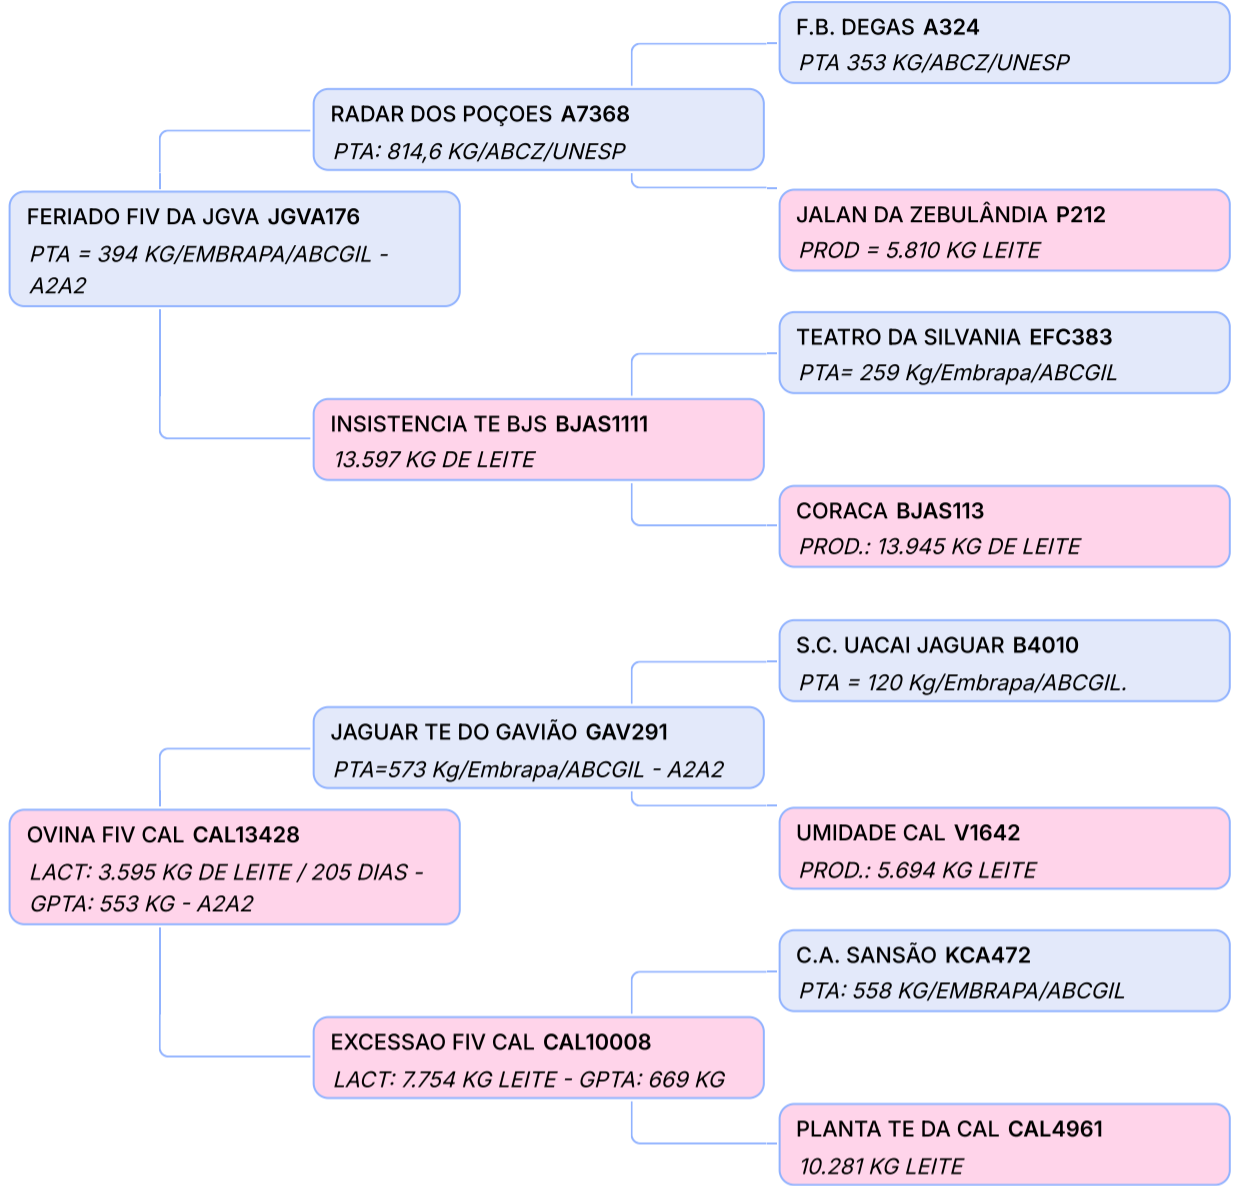 F.B. DEGAS A324
PTA 353 KG/ABCZ/UNESP
RADAR DOS POÇOES A7368
PTA: 814,6 KG/ABCZ/UNESP
JALAN DA ZEBULÂNDIA P212
PROD = 5.810 KG LEITE
FERIADO FIV DA JGVA JGVA176
PTA = 394 KG/EMBRAPA/ABCGIL -
A2A2
TEATRO DA SILVANIA EFC383
PTA= 259 Kg/Embrapa/ABCGIL
INSISTENCIA TE BJS BJAS1111
13.597 KG DE LEITE
CORACA BJAS113
PROD.: 13.945 KG DE LEITE
S.C. UACAI JAGUAR B4010
PTA = 120 Kg/Embrapa/ABCGIL.
JAGUAR TE DO GAVIÃO GAV291
PTA=573 Kg/Embrapa/ABCGIL - A2A2
UMIDADE CAL V1642
PROD.: 5.694 KG LEITE
OVINA FIV CAL CAL13428
LACT: 3.595 KG DE LEITE / 205 DIAS -
GPTA: 553 KG - A2A2
C.A. SANSÃO KCA472
PTA: 558 KG/EMBRAPA/ABCGIL
EXCESSAO FIV CAL CAL10008
LACT: 7.754 KG LEITE - GPTA: 669 KG
PLANTA TE DA CAL CAL4961
10.281 KG LEITE